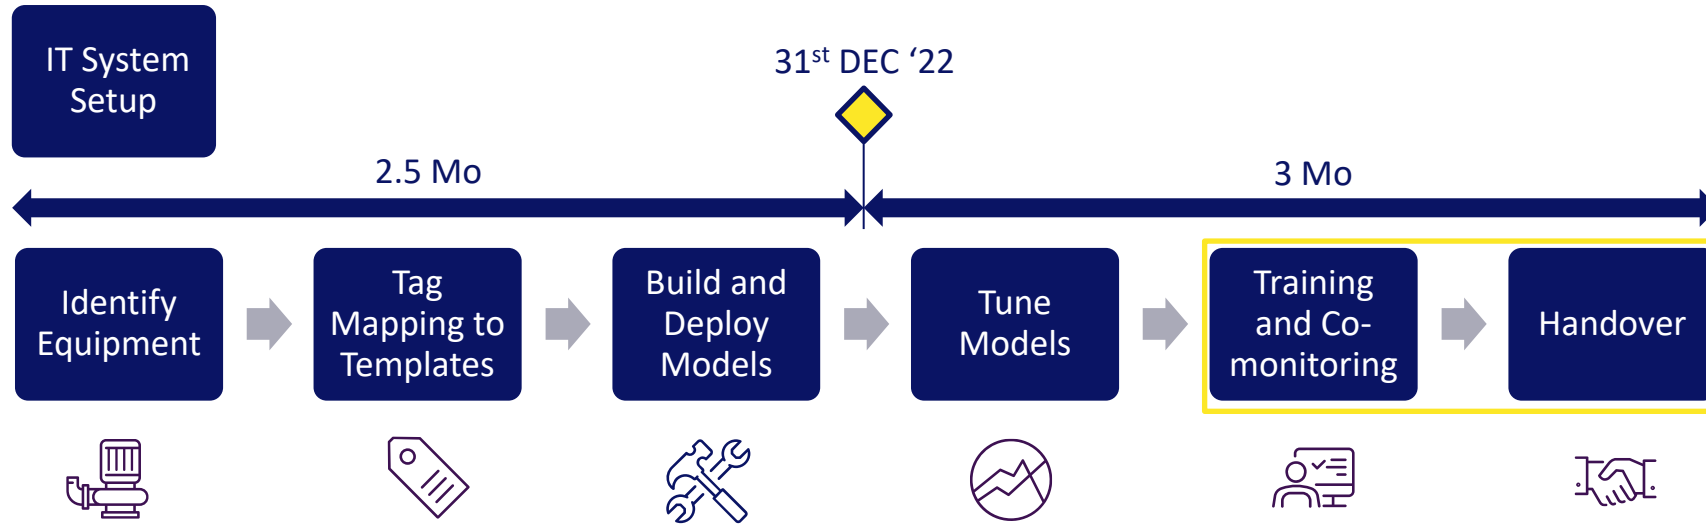 IT System
Setup
31st DEC ‘22
2.5 Mo
3 Mo
Identify
Equipment
Tag
Mapping to
Templates
Build and
Deploy
Models
Tune
Models
Training
and Co-
monitoring
Handover